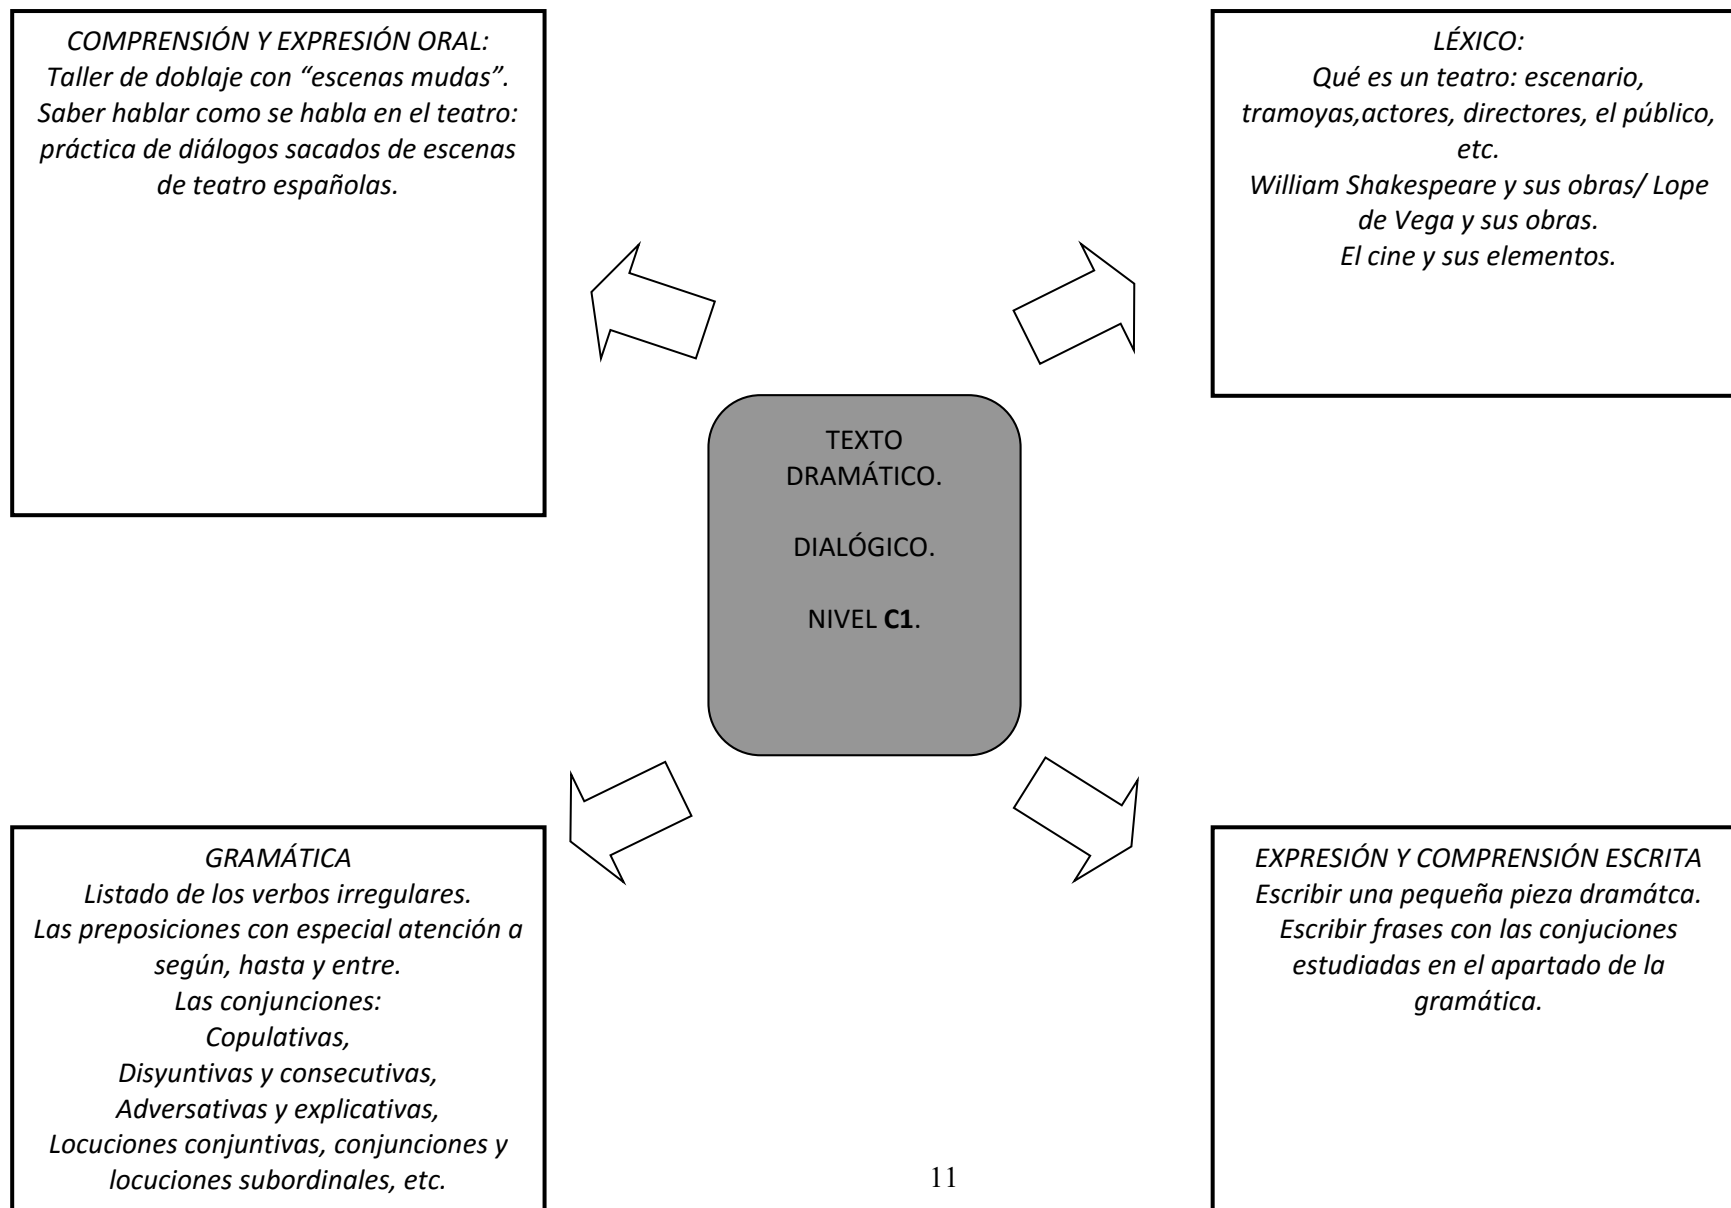 COMPRENSIÓN Y EXPRESIÓN ORAL:
Taller de doblaje con “escenas mudas”.
Saber hablar como se habla en el teatro:
práctica de diálogos sacados de escenas
de teatro españolas.
LÉXICO:
Qué es un teatro: escenario,
tramoyas,actores, directores, el público,
etc.
William Shakespeare y sus obras/ Lope
de Vega y sus obras.
El cine y sus elementos.
TEXTO
DRAMÁTICO.
DIALÓGICO.
NIVEL C1.
GRAMÁTICA
Listado de los verbos irregulares.
Las preposiciones con especial atención a
según, hasta y entre.
Las conjunciones:
Copulativas,
Disyuntivas y consecutivas,
Adversativas y explicativas,
Locuciones conjuntivas, conjunciones y
locuciones subordinales, etc.
EXPRESIÓN Y COMPRENSIÓN ESCRITA
Escribir una pequeña pieza dramátca.
Escribir frases con las conjuciones
estudiadas en el apartado de la
gramática.
11